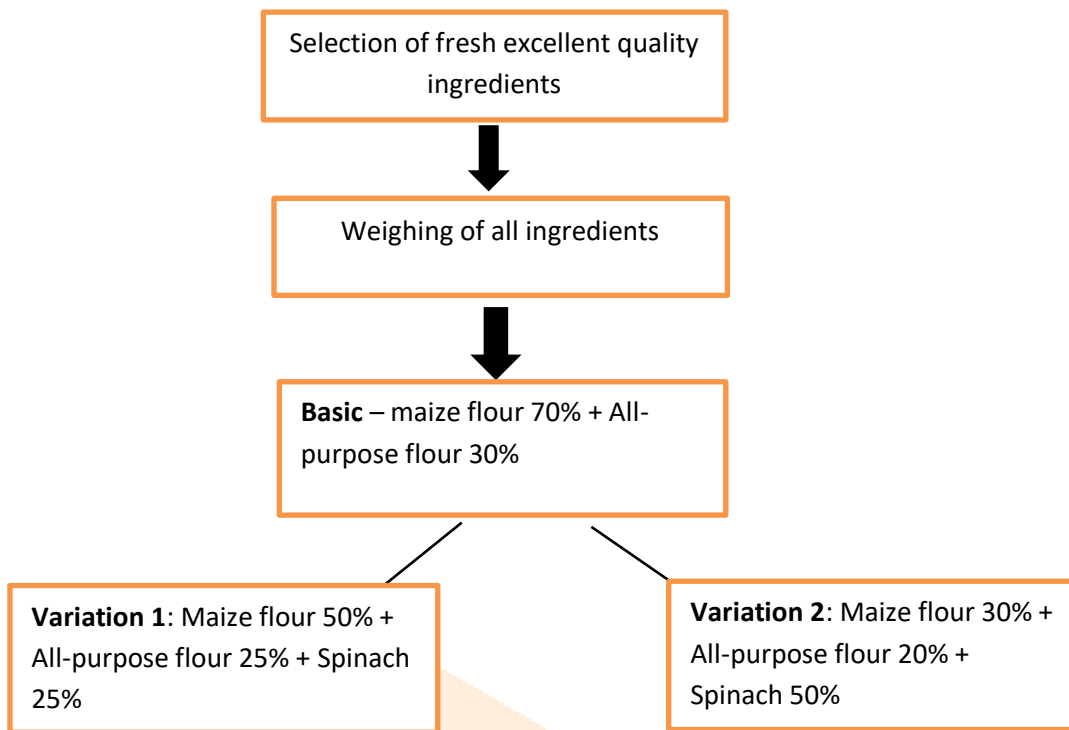 Selection of fresh excellent quality
ingredients
Weighing of all ingredients
Basic – maize flour 70% + All-
purpose flour 30%
Variation 1: Maize flour 50% +
All-purpose flour 25% + Spinach
25%
Variation 2: Maize flour 30% +
All-purpose flour 20% +
Spinach 50%